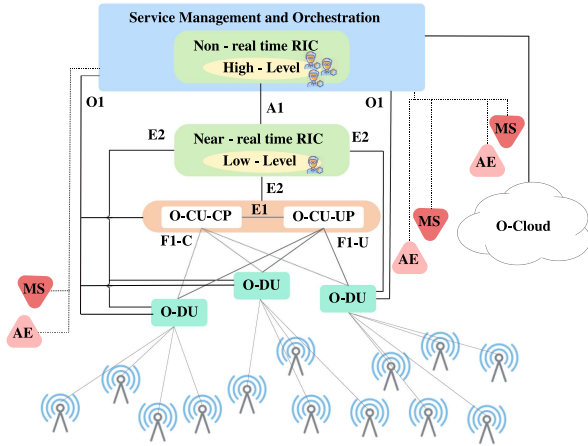 Service Management and Orchestration
Non - real time RIC
High - Level
O1
O1
A1
MS
E2
Near - real time RIC
E2
Low - Level
AE
E2
E1
O-CU-CP
O-CU-UP
MS
O-Cloud
F1-C
F1-U
AE
O-DU
MS
O-DU
O-DU
AE